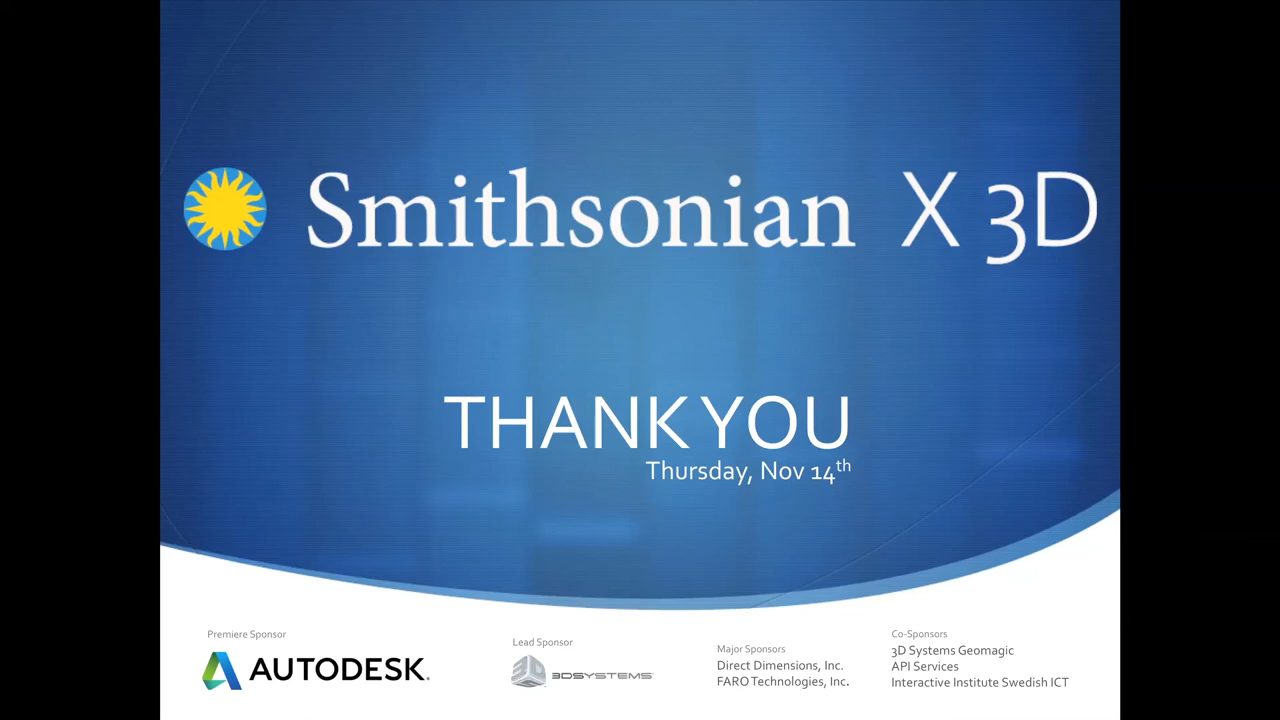 Smithsonian X 3D
THANK YOU
Thursday, Nov 14th
Premiere Sponsor
AUTODESK.
Lead Sponsor
3D 3DSYSTEMS
Major Sponsors
Direct Dimensions, Inc.
FARO Technologies, Inc.
Co-Sponsors
3D Systems Geomagic
API Services
Interactive Institute Swedish ICT